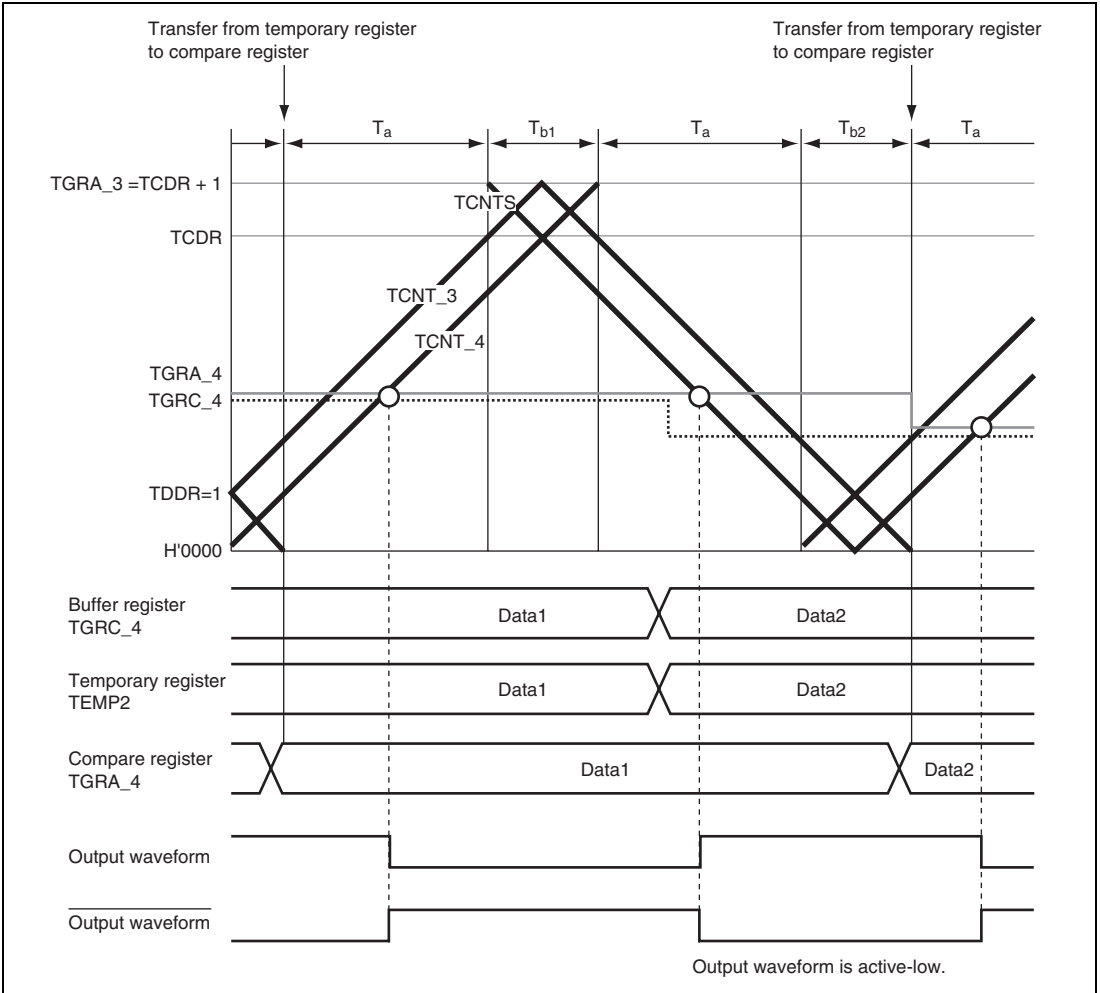 Transfer from temporary register
to compare register
Transfer from temporary register
to compare register
Ta
Tb1
Ta
Tb2
Ta
TGRA_3 =TCDR + 1
TCNTS
TCDR
TCNT_3
TCNT_4
TGRA_4
TGRC_4
TDDR=1
H'0000
Buffer register
TGRC_4
Data1
Data2
Temporary register
TEMP2
Data1
Data2
Compare register
TGRA_4
Data1
Data2
Output waveform
Output waveform
Output waveform is active-low.